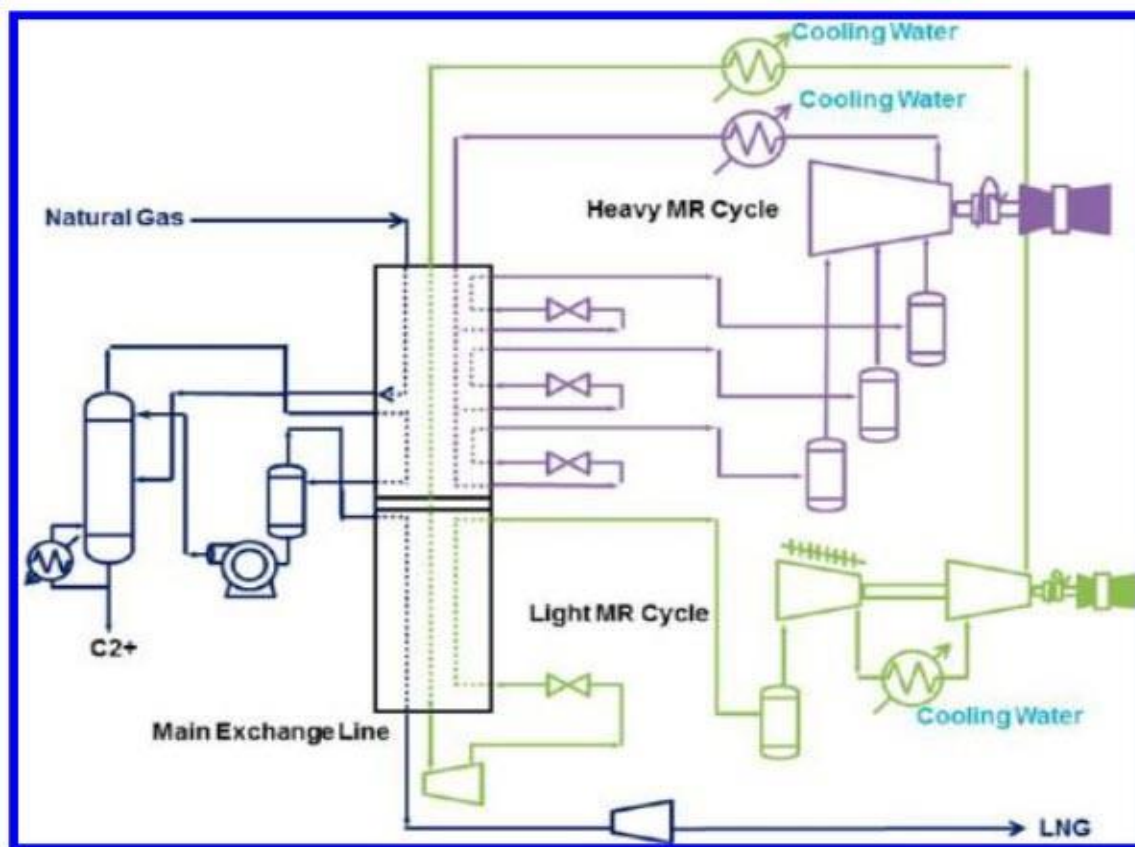 Cooling Water
Cooling Water
Heavy MR Cycle
Natural Gas
Light MR Cycle
C2+
Cooling Water
Main Exchange Line
LNG